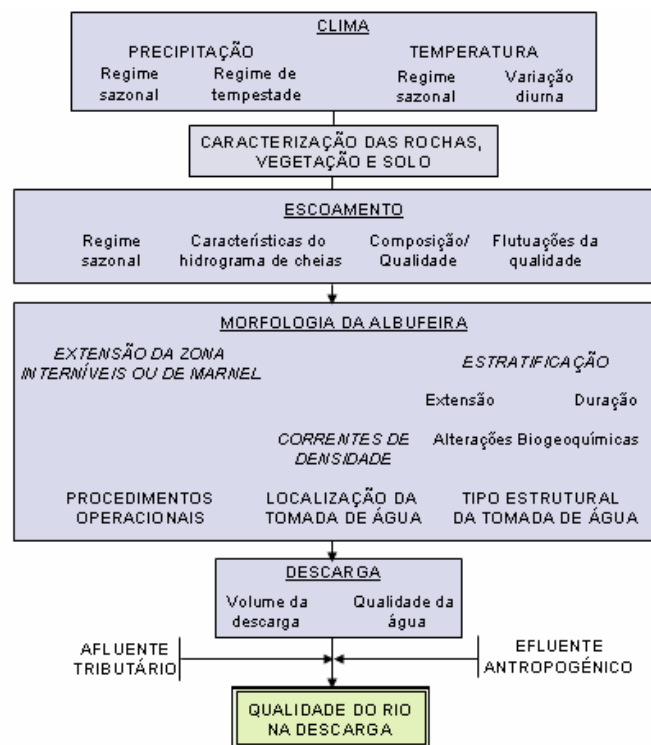 CLIMA
PRECIPITAÇÃO TEMPERATURA
Regime Regime de Regime Variação
sazonal tempestade sazonal diurna
CARACTERIZAÇÃO DAS ROCHAS,
VEGETAÇÃO E SOLO
ESCOAMENTO
Regime Características do Composição/ Flutuações da
sazonal hidrograma de cheias Qualidade qualidade
MORFOLOGIA DA ALBUFEIRA
EXTENSÃO DA ZONA
INTERNÍVEIS OU DE MARNEL
ESTRATIFICAÇÃO
Extensão Duração
CORRENTES DE
DENSIDADE
Alterações Biogeoquímicas
PROCEDIMENTOS
OPERACIONAIS
LOCALIZAÇÃO DA
TOMADA DE ÁGUA
TIPO ESTRUTURAL
DA TOMADA DE ÁGUA
DESCARGA
Volume da Qualidade da
descarga água
AFLUENTE
TRIBUTÁRIO
EFLUENTE
ANTROPOGÉNICO
QUALIDADE DO RIO
NA DESCARGA